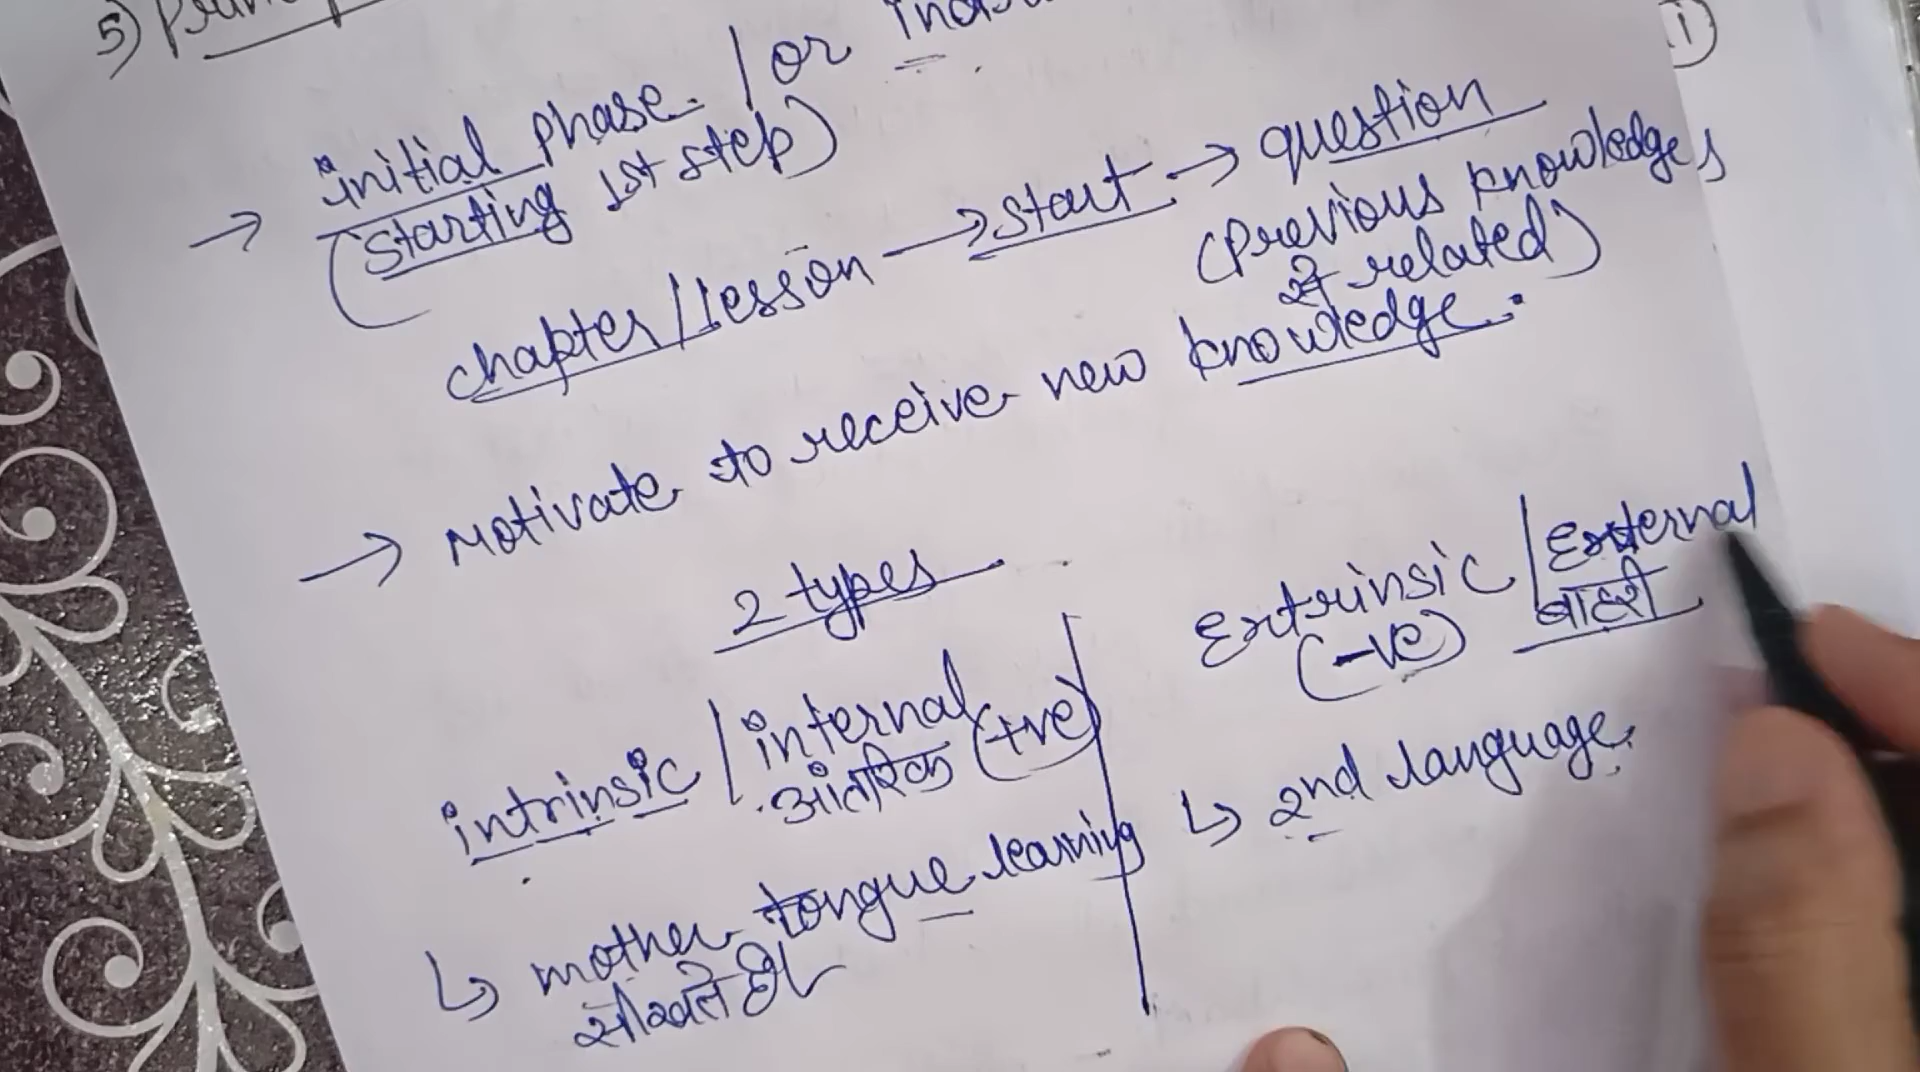 5)
→ initial phase / or
(starting 1st step)
chapter/lesson → start → question
(Previous knowledge
से related)
→ Motivate to receive new knowledge.
2 types
intrinsic / internal (+ve)
आंतरिक
Extrinsic / External
(-ve) बाहरी
↳ mother tongue learning
सीखते है
↳ 2nd language.